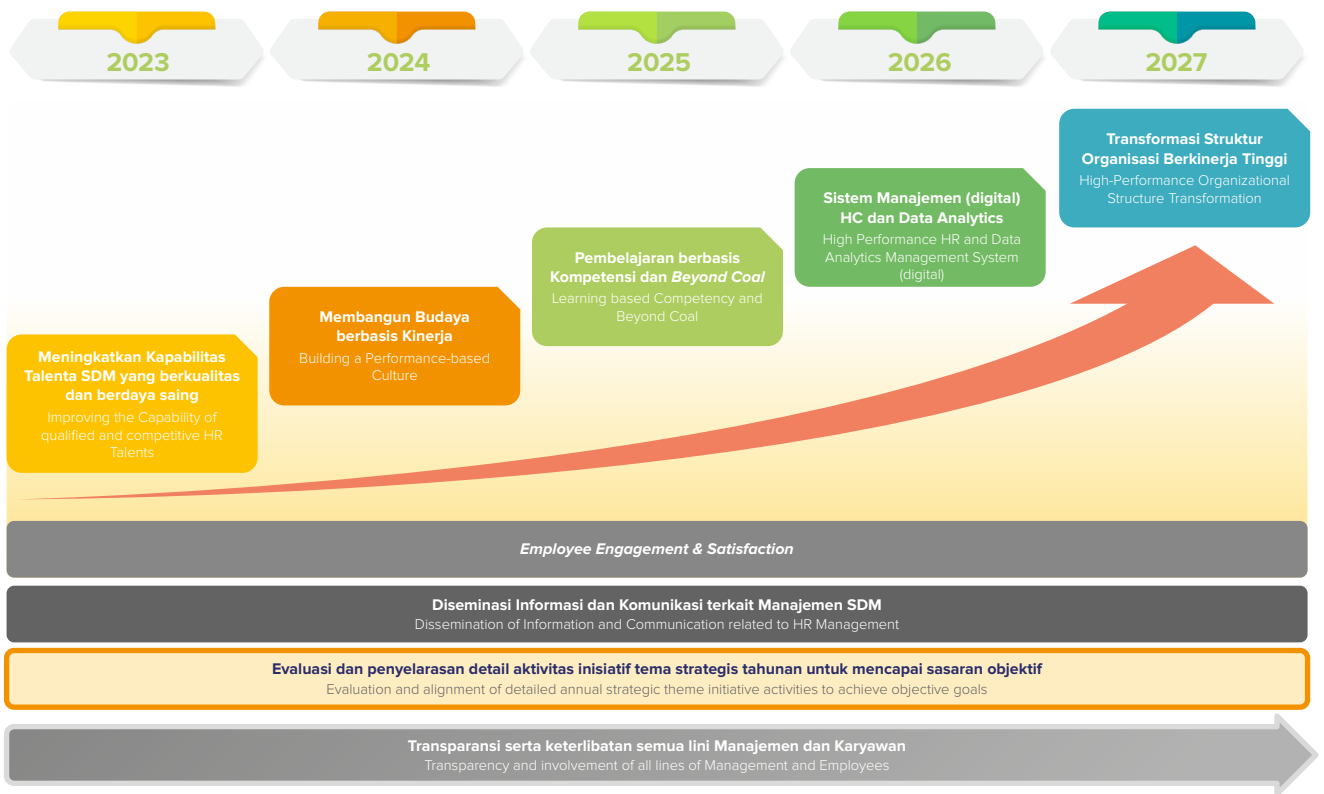 2023
2024
2025
2026
2027
Transformasi Struktur
Organisasi Berkinerja Tinggi
High-Performance Organizational
Structure Transformation
Sistem Manajemen (digital)
HC dan Data Analytics
High Performance HR and Data
Analytics Management System
(digital)
Pembelajaran berbasis
Kompetensi dan Beyond Coal
Learning based Competency and
Beyond Coal
Membangun Budaya
berbasis Kinerja
Building a Performance-based
Culture
Meningkatkan Kapabilitas
Talenta SDM yang berkualitas
dan berdaya saing
Improving the Capability of
qualified and competitive HR
Talents
Employee Engagement & Satisfaction
Diseminasi Informasi dan Komunikasi terkait Manajemen SDM
Dissemination of Information and Communication related to HR Management
Evaluasi dan penyelarasan detail aktivitas inisiatif tema strategis tahunan untuk mencapai sasaran objektif
Evaluation and alignment of detailed annual strategic theme initiative activities to achieve objective goals
Transparansi serta keterlibatan semua lini Manajemen dan Karyawan
Transparency and involvement of all lines of Management and Employees